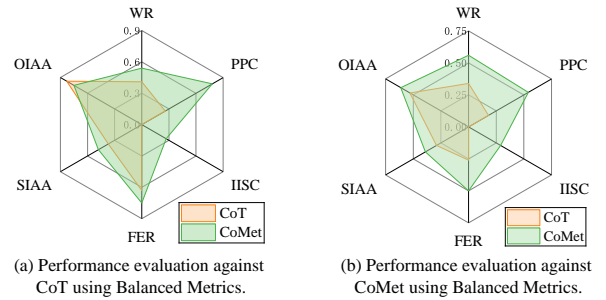 WR
0.9
0.6
0.3
0.0
OIAA
PPC
SIAA
IISC
FER
CoT
CoMet
(a) Performance evaluation against
CoT using Balanced Metrics.
WR
0.75
0.50
0.25
0.00
OIAA
PPC
SIAA
IISC
FER
CoT
CoMet
(b) Performance evaluation against
CoMet using Balanced Metrics.